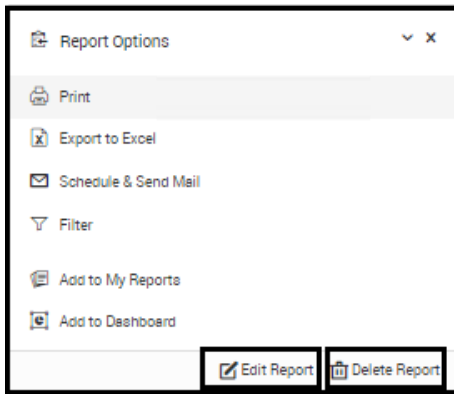 Report Options
Print
Export to Excel
Schedule & Send Mail
Filter
Add to My Reports
Add to Dashboard
Edit Report Delete Report